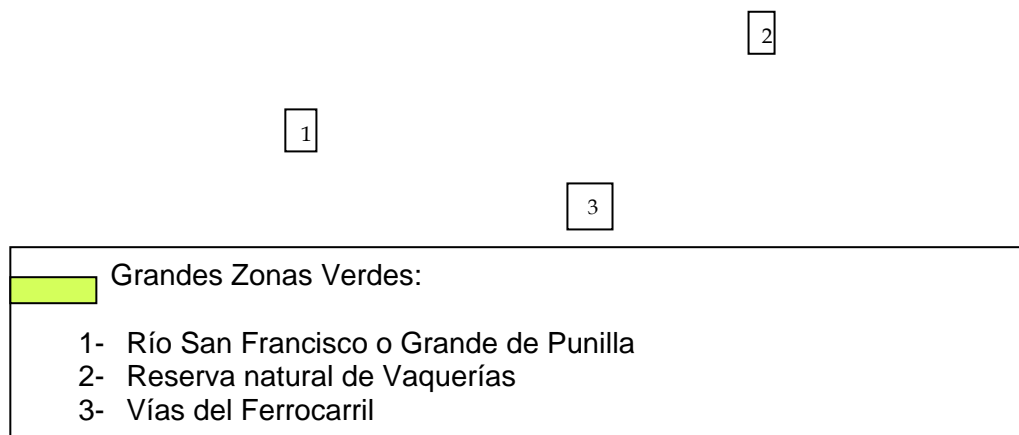 2
1
3
Grandes Zonas Verdes:
1- Río San Francisco o Grande de Punilla
2- Reserva natural de Vaquerías
3- Vías del Ferrocarril